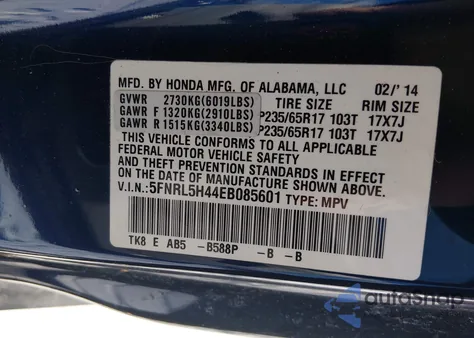 MFD. BY HONDA MFG. OF ALABAMA, LLC 02/'14
GVWR 2730KG(6019LBS) TIRE SIZE RIM SIZE
GAWR F 1320KG(2910LBS) P235/65R17 103T 17X7J
GAWR R 1515KG(3340LBS) P235/65R17 103T 17X7J
THIS VEHICLE CONFORMS TO ALL APPLICABLE
FEDERAL MOTOR VEHICLE SAFETY, BUMPER,
AND THEFT PREVENTION STANDARDS IN EFFECT
ON THE DATE OF MANUFACTURE SHOWN ABOVE.
V.I.N.:5FNRL5H44EB085601 TYPE: MPV
TK8 E AB5 -B588P -B -B
autosnap